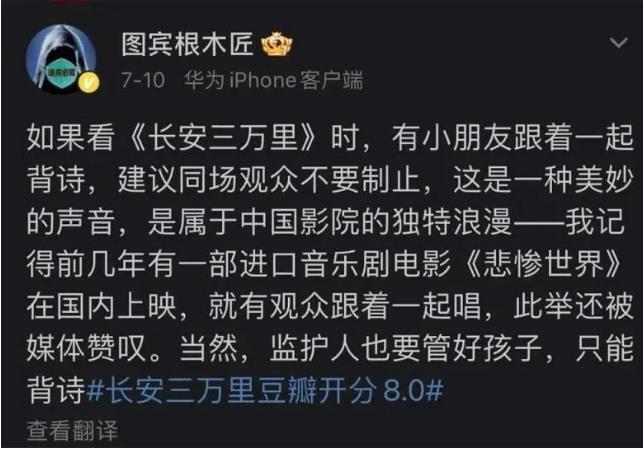 图宾根木匠
7-10 华为iPhone客户端
如果看《长安三万里》时，有小朋友跟着一起
背诗，建议同场观众不要制止，这是一种美妙
的声音，是属于中国影院的独特浪漫——我记
得前几年有一部进口音乐剧电影《悲惨世界》
在国内上映，就有观众跟着一起唱，此举还被
媒体赞叹。当然，监护人也要管好孩子，只能
背诗#长安三万里豆瓣开分8.0#
查看翻译